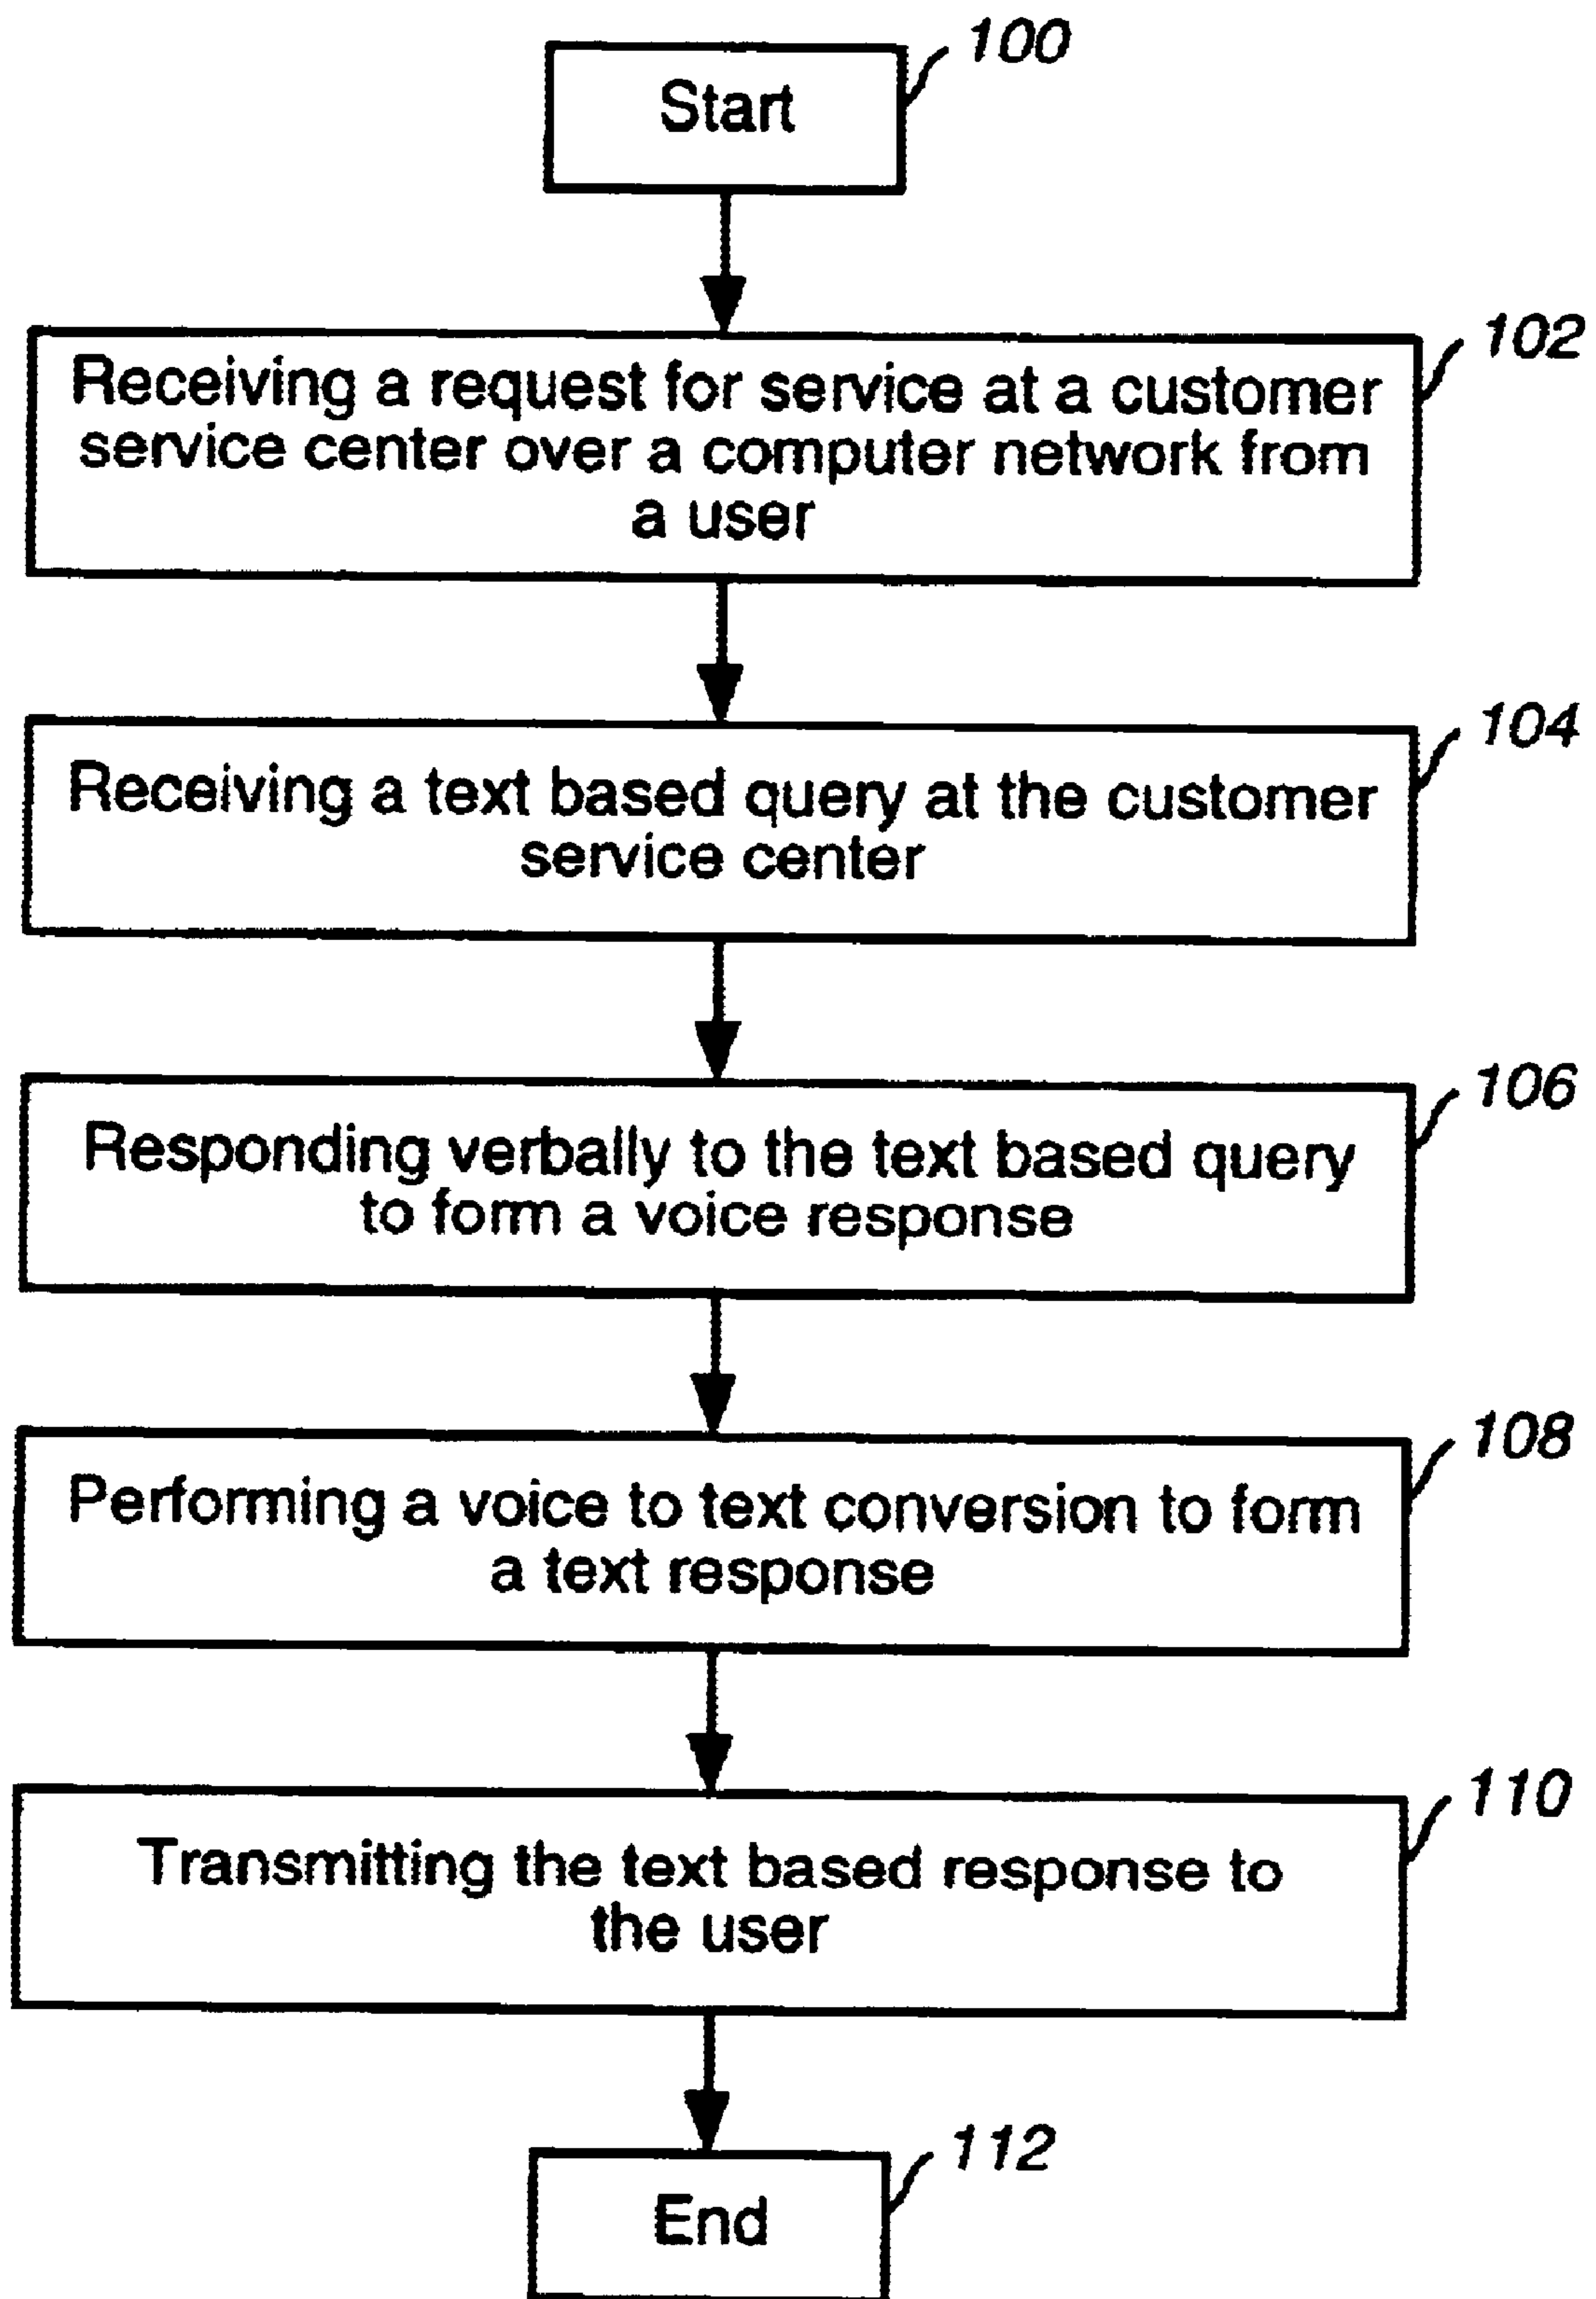 100
Start
102
Receiving a request for service at a customer
service center over a computer network from
a user
104
Receiving a text based query at the customer
service center
106
Responding verbally to the text based query
to form a voice response
108
Performing a voice to text conversion to form
a text response
110
Transmitting the text based response to
the user
112
End